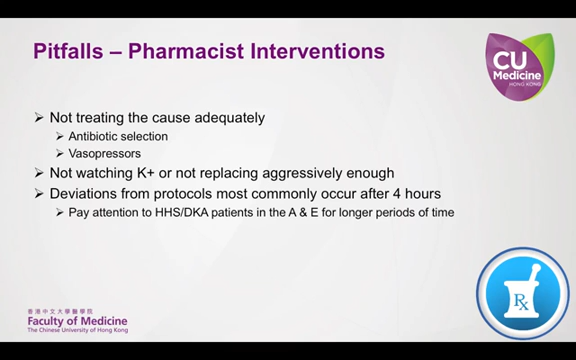 Pitfalls – Pharmacist Interventions
CU
Medicine
HONG KONG
➢ Not treating the cause adequately
➢ Antibiotic selection
➢ Vasopressors
➢ Not watching K+ or not replacing aggressively enough
➢ Deviations from protocols most commonly occur after 4 hours
➢ Pay attention to HHS/DKA patients in the A & E for longer periods of time
Rx
香港中文大學醫學院
Faculty of Medicine
The Chinese University of Hong Kong